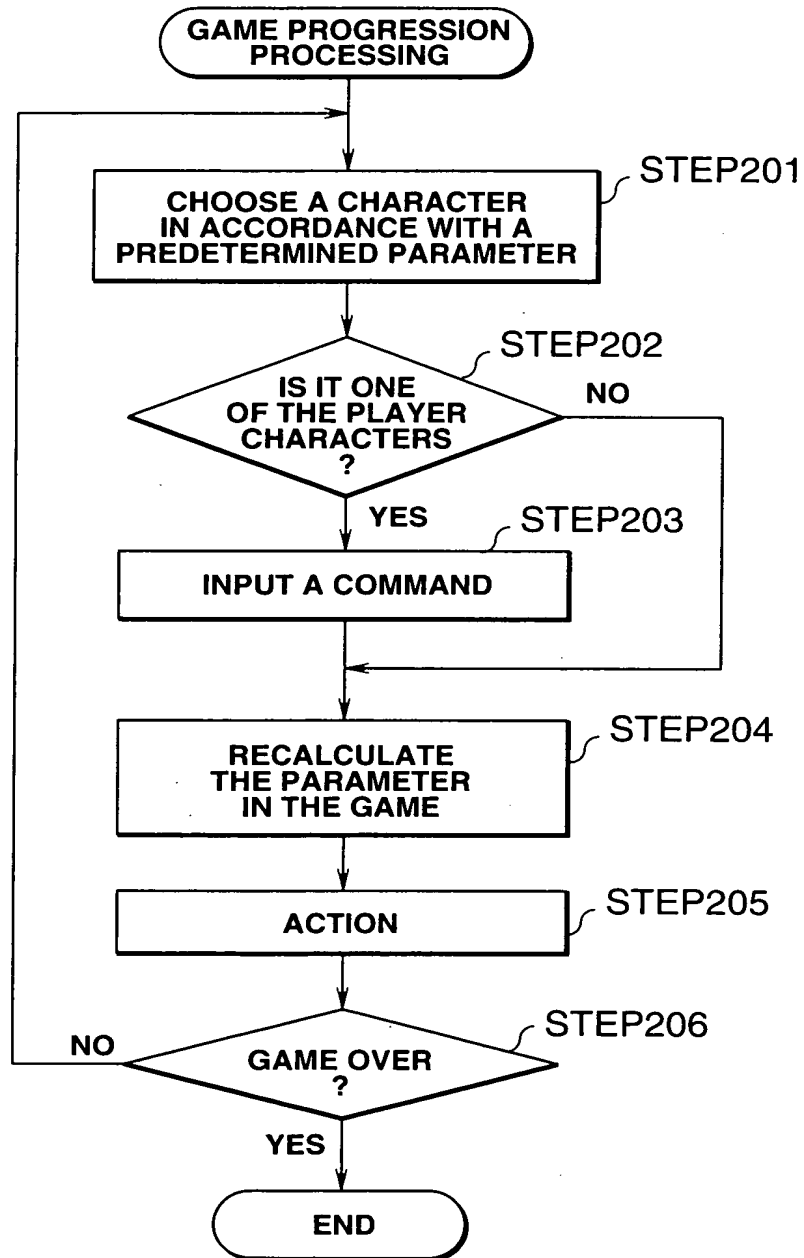 GAME PROGRESSION
PROCESSING
STEP201
CHOOSE A CHARACTER
IN ACCORDANCE WITH A
PREDETERMINED PARAMETER
STEP202
IS IT ONE
OF THE PLAYER
CHARACTERS
?
NO
YES
STEP203
INPUT A COMMAND
STEP204
RECALCULATE
THE PARAMETER
IN THE GAME
STEP205
ACTION
STEP206
NO
GAME OVER
?
YES
END